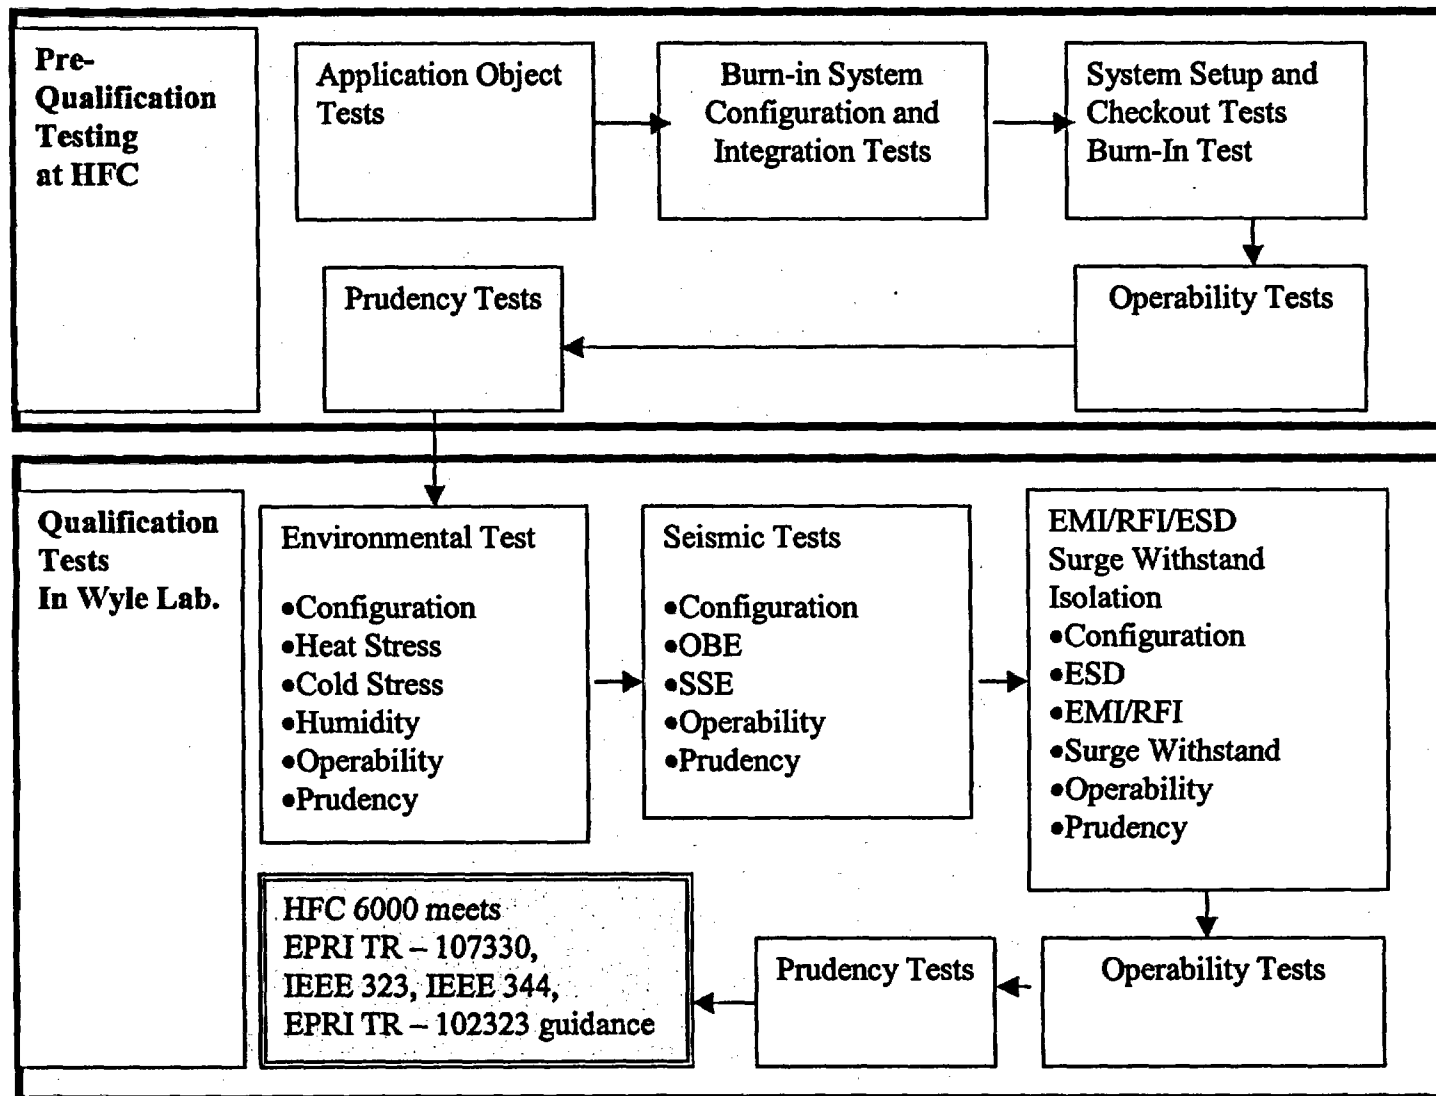 Pre-
Qualification
Testing
at HFC
Application Object
Tests
Burn-in System
Configuration and
Integration Tests
System Setup and
Checkout Tests
Burn-In Test
Prudency Tests
Operability Tests
Qualification
Tests
In Wyle Lab.
Environmental Test
•Configuration
•Heat Stress
•Cold Stress
•Humidity
•Operability
•Prudency
Seismic Tests
•Configuration
•OBE
•SSE
•Operability
•Prudency
EMI/RFI/ESD
Surge Withstand
Isolation
•Configuration
•ESD
•EMI/RFI
•Surge Withstand
•Operability
•Prudency
HFC 6000 meets
EPRI TR – 107330,
IEEE 323, IEEE 344,
EPRI TR – 102323 guidance
Prudency Tests
Operability Tests